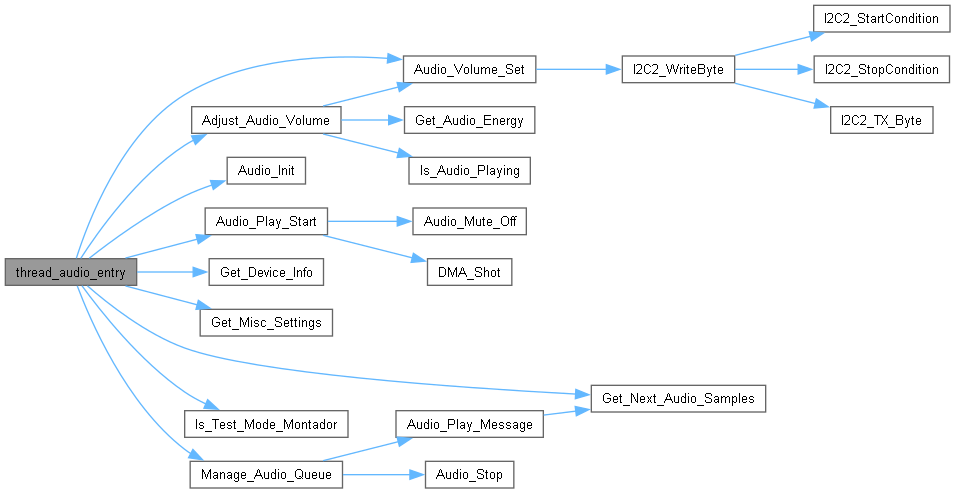 I2C2_StartCondition
Audio_Volume_Set
I2C2_WriteByte
I2C2_StopCondition
Adjust_Audio_Volume
Get_Audio_Energy
I2C2_TX_Byte
Audio_Init
Is_Audio_Playing
Audio_Play_Start
Audio_Mute_Off
thread_audio_entry
Get_Device_Info
DMA_Shot
Get_Misc_Settings
Get_Next_Audio_Samples
Is_Test_Mode_Montador
Audio_Play_Message
Manage_Audio_Queue
Audio_Stop